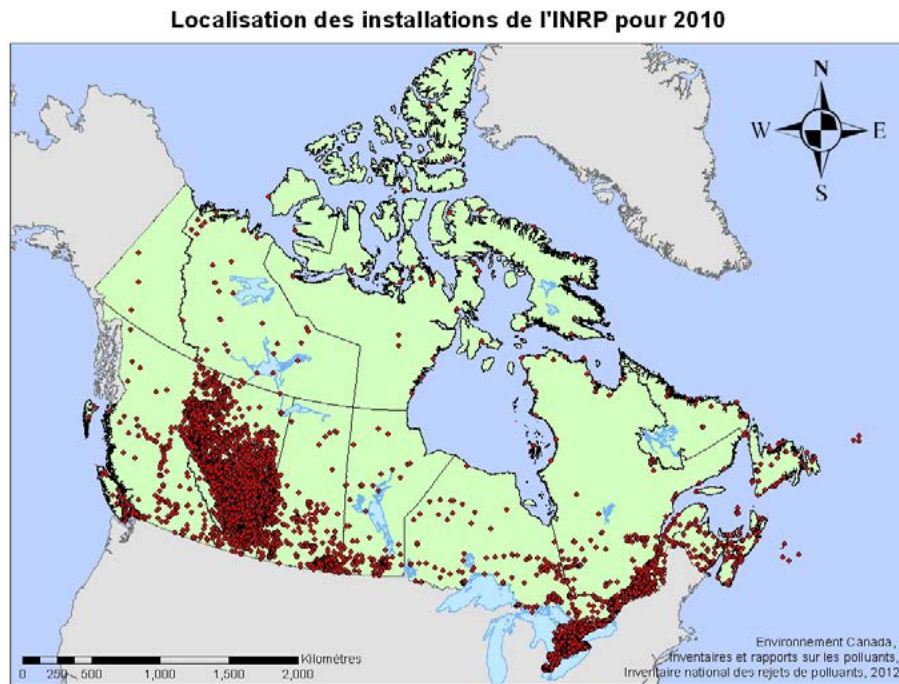 Localisation des installations de l'INRP pour 2010
N
W E
S
Kilomètres
0 250 500 1,000 1,500 2,000
Environnement Canada,
Inventaires et rapports sur les polluants,
Inventaire national des rejets de polluants, 2012